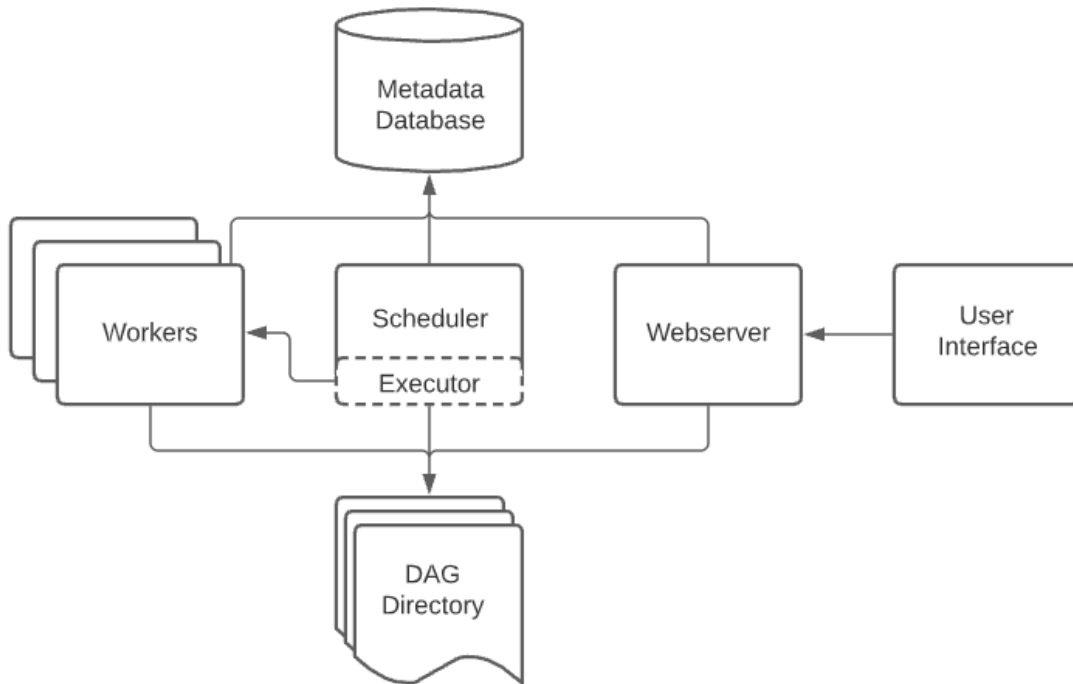 Metadata
Database
Workers
Scheduler
Executor
Webserver
User
Interface
DAG
Directory